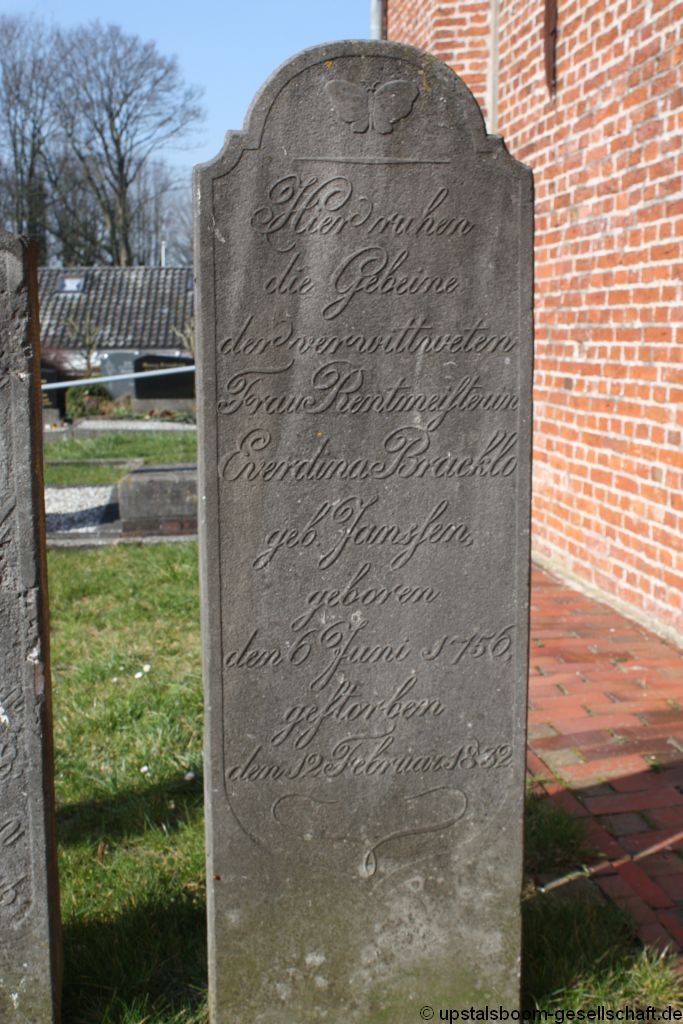 Hier ruhen
die Gebeine
der verwittweten
Frau Rentmeiſterin
Everdina Bracklo
geb. Janſsen,
geboren
den 6 Juni 1756,
geſtorben
den 12 Februar 1832
© upstalsboom-gesellschaft.de